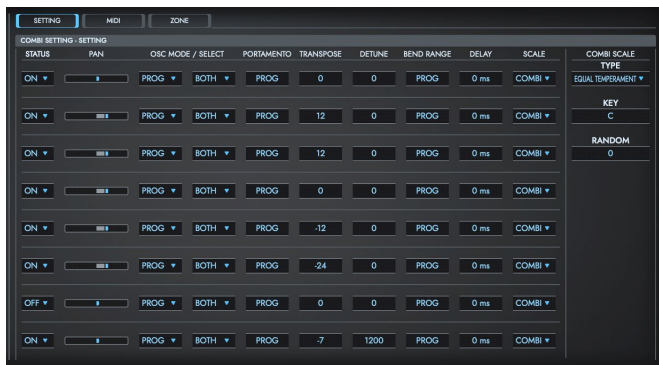 SETTING MIDI ZONE
COMBI SETTING - SETTING
STATUS PAN OSC MODE / SELECT PORTAMENTO TRANSPOSE DETUNE BEND RANGE DELAY SCALE COMBI SCALE
TYPE
ON PROG BOTH PROG 0 0 PROG 0 ms COMBI EQUAL TEMPERAMENT
KEY
ON PROG BOTH PROG 12 0 PROG 0 ms COMBI C
RANDOM
ON PROG BOTH PROG 12 0 PROG 0 ms COMBI 0
ON PROG BOTH PROG 0 0 PROG 0 ms COMBI
ON PROG BOTH PROG -12 0 PROG 0 ms COMBI
ON PROG BOTH PROG -24 0 PROG 0 ms COMBI
OFF PROG BOTH PROG 0 0 PROG 0 ms COMBI
ON PROG BOTH PROG -7 1200 PROG 0 ms COMBI